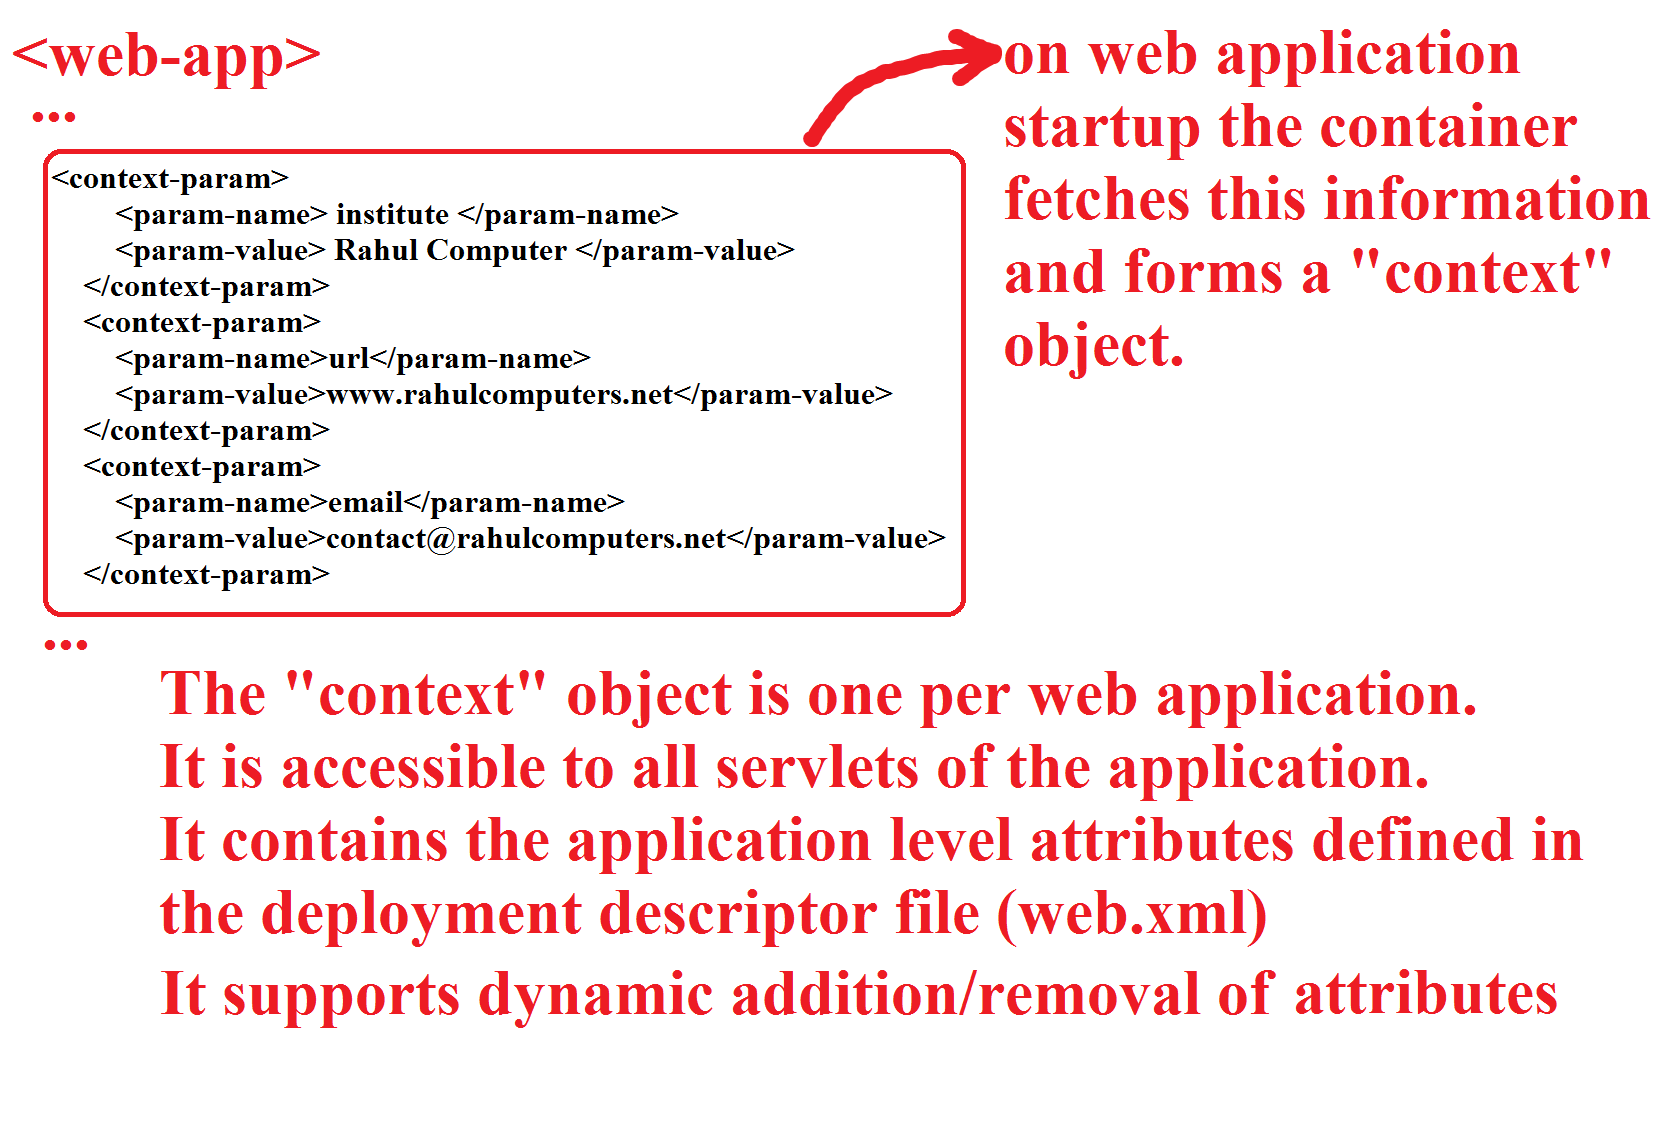 <web-app>
...
<context-param>
<param-name> institute </param-name>
<param-value> Rahul Computer </param-value>
</context-param>
<context-param>
<param-name>url</param-name>
<param-value>www.rahulcomputers.net</param-value>
</context-param>
<context-param>
<param-name>email</param-name>
<param-value>contact@rahulcomputers.net</param-value>
</context-param>
...
on web application
startup the container
fetches this information
and forms a "context"
object.
The "context" object is one per web application.
It is accessible to all servlets of the application.
It contains the application level attributes defined in
the deployment descriptor file (web.xml)
It supports dynamic addition/removal of attributes